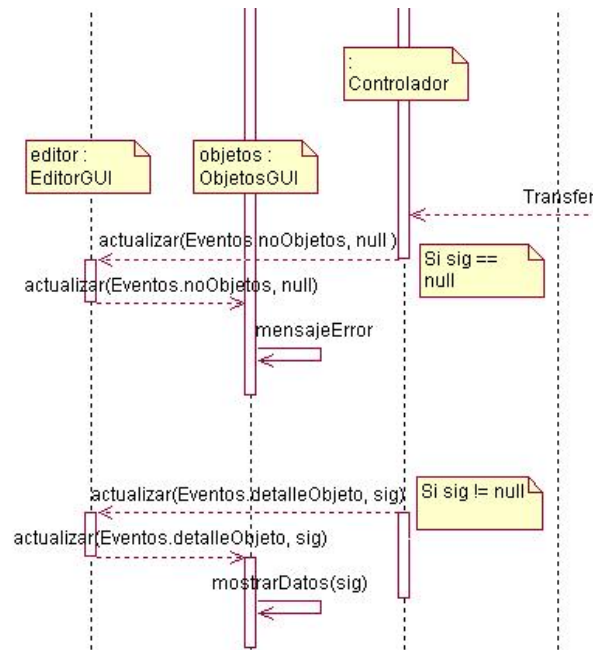 :
Controlador
editor :
EditorGUI
objetos :
ObjetosGUI
Transfer
actualizar(Eventos.noObjetos, null )
Si sig ==
null
actualizar(Eventos.noObjetos, null)
mensajeError
actualizar(Eventos.detalleObjeto, sig)
Si sig != null
actualizar(Eventos.detalleObjeto, sig)
mostrarDatos(sig)